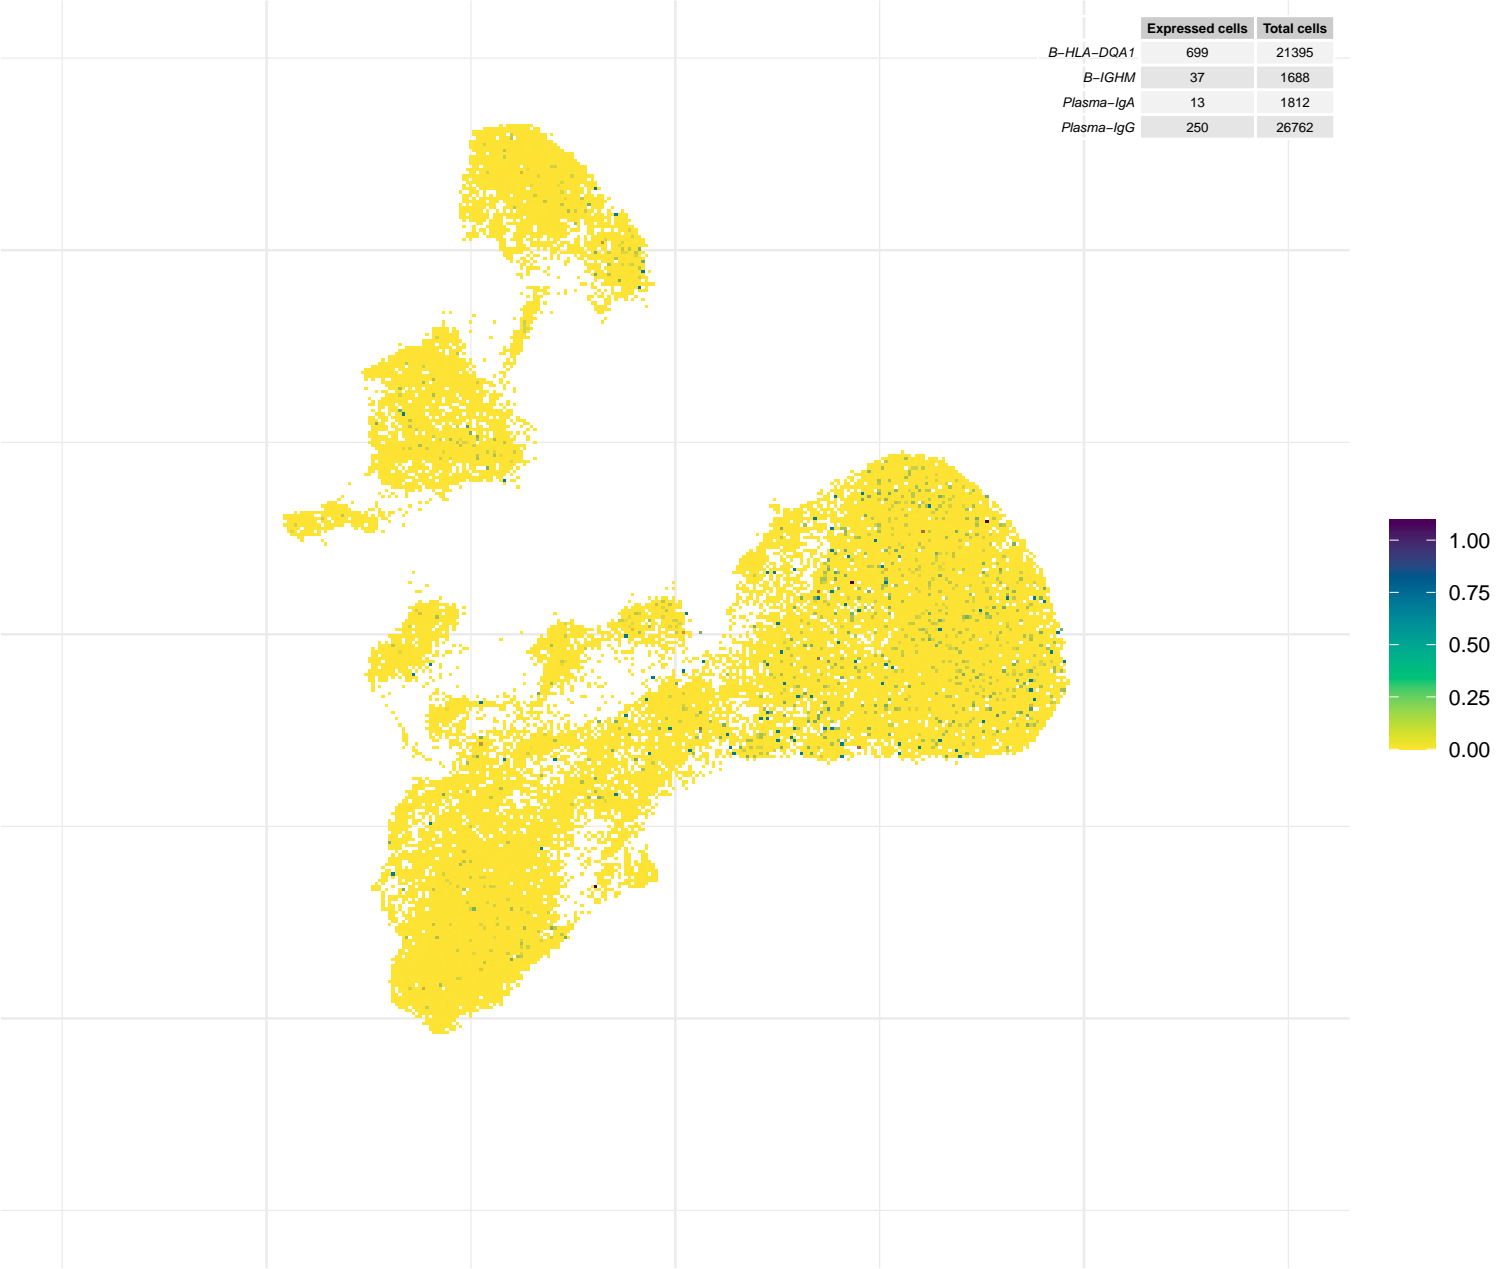 Expressed cells Total cells
B−HLA−DQA1 699 21395
B−IGHM 37 1688
Plasma−IgA 13 1812
Plasma−IgG 250 26762
1.00
0.75
0.50
0.25
0.00